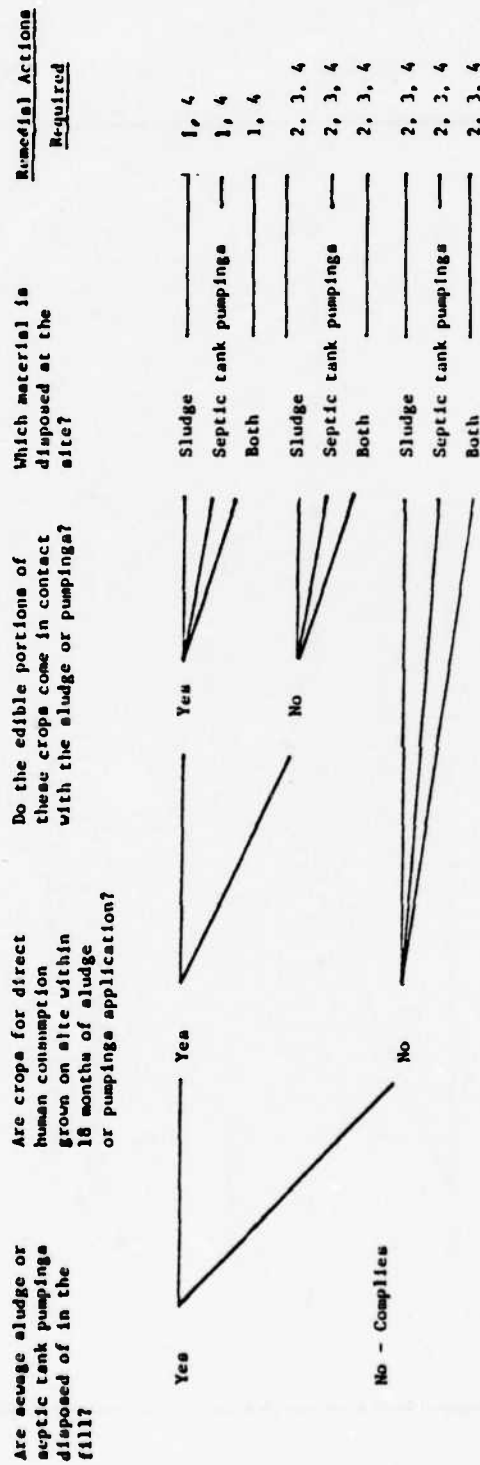 Are sewage sludge or
septic tank pumpings
disposed of in the
fill?
Are crops for direct
human consumption
grown on site within
18 months of sludge
or pumpings application?
Do the edible portions of
these crops come in contact
with the sludge or pumpings?
Which material is
disposed at the
site?
Remedial Actions
Required
Yes
Yes
Yes
Sludge 1, 4
Septic tank pumpings 1, 4
Both 1, 4
No
Sludge 2, 3, 4
Septic tank pumpings 2, 3, 4
Both 2, 3, 4
No
Sludge 2, 3, 4
Septic tank pumpings 2, 3, 4
Both 2, 3, 4
No - Complies